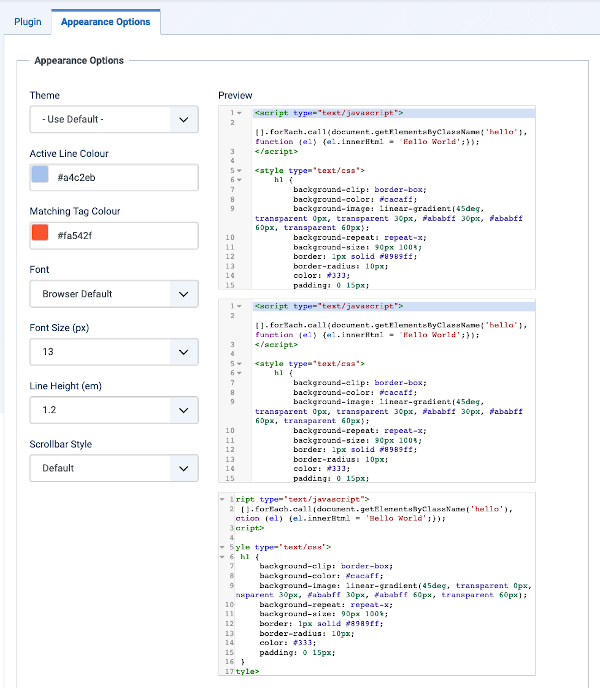 Plugin
Appearance Options
Appearance Options
Theme
- Use Default -
Active Line Colour
#a4c2eb
Matching Tag Colour
#fa542f
Font
Browser Default
Font Size (px)
13
Line Height (em)
1.2
Scrollbar Style
Default
Preview
1 <script type="text/javascript">
2
[].forEach.call(document.getElementsByClassName('hello'),
function (el) {el.innerHtml = 'Hello World';});
3 </script>
4
5 <style type="text/css">
6 h1 {
7 background-clip: border-box;
8 background-color: #cacaff;
9 background-image: linear-gradient(45deg,
transparent 0px, transparent 30px, #ababff 30px, #ababff
60px, transparent 60px);
10 background-repeat: repeat-x;
11 background-size: 90px 100%;
12 border: 1px solid #8989ff;
13 border-radius: 10px;
14 color: #333;
15 padding: 0 15px;
1 <script type="text/javascript">
2
[].forEach.call(document.getElementsByClassName('hello'),
function (el) {el.innerHtml = 'Hello World';});
3 </script>
4
5 <style type="text/css">
6 h1 {
7 background-clip: border-box;
8 background-color: #cacaff;
9 background-image: linear-gradient(45deg,
transparent 0px, transparent 30px, #ababff 30px, #ababff
60px, transparent 60px);
10 background-repeat: repeat-x;
11 background-size: 90px 100%;
12 border: 1px solid #8989ff;
13 border-radius: 10px;
14 color: #333;
15 padding: 0 15px;
1 ript type="text/javascript">
2 [].forEach.call(document.getElementsByClassName('hello'),
ction (el) {el.innerHtml = 'Hello World';});
3 cript>
4
5 yle type="text/css">
6 h1 {
7 background-clip: border-box;
8 background-color: #cacaff;
9 background-image: linear-gradient(45deg, transparent 0px,
nsparent 30px, #ababff 30px, #ababff 60px, transparent 60px);
10 background-repeat: repeat-x;
11 background-size: 90px 100%;
12 border: 1px solid #8989ff;
13 border-radius: 10px;
14 color: #333;
15 padding: 0 15px;
16 }
17 tyle>